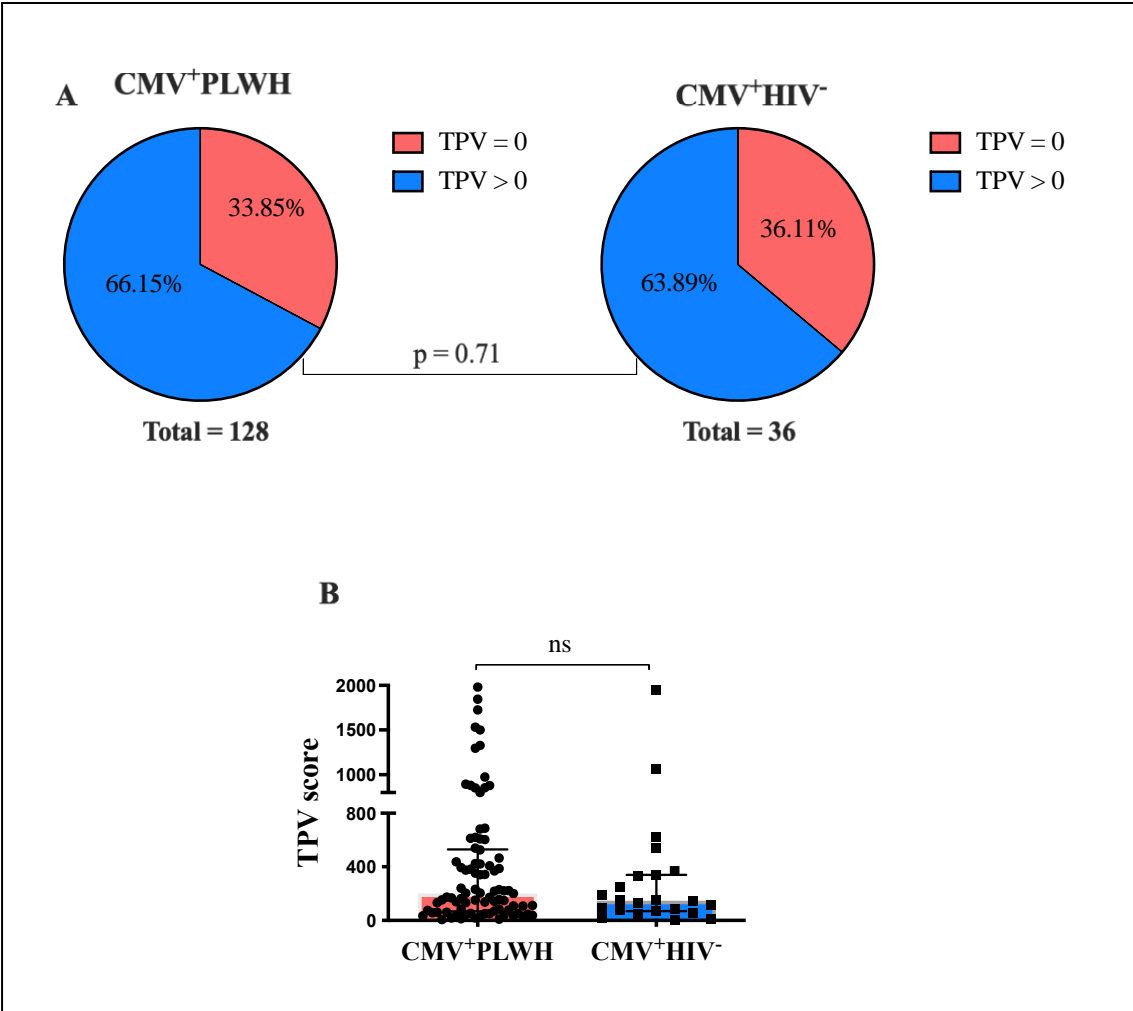 A
CMV⁺PLWH
TPV = 0
TPV > 0
33.85%
66.15%
Total = 128
CMV⁺HIV⁻
TPV = 0
TPV > 0
36.11%
63.89%
Total = 36
p = 0.71
B
ns
TPV score
2000
1500
1000
800
400
0
CMV⁺PLWH
CMV⁺HIV⁻